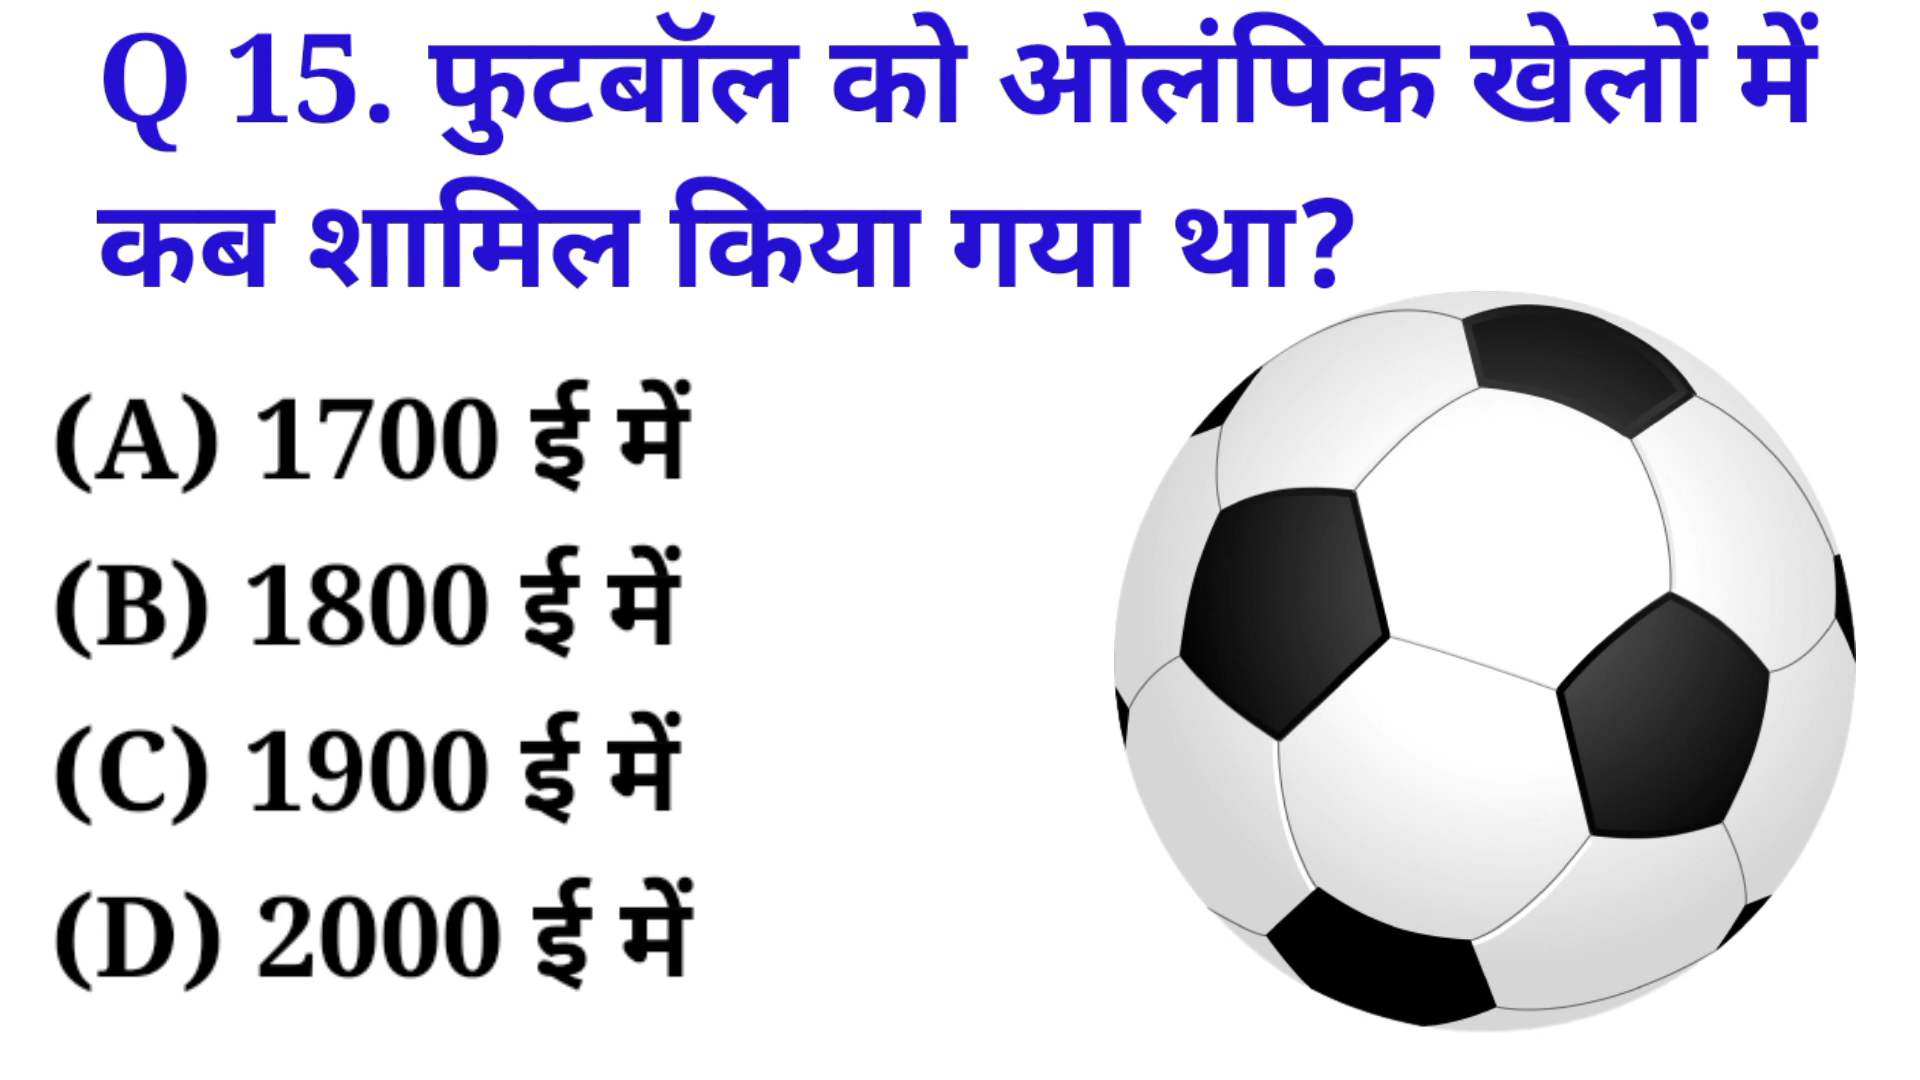 Q 15. फुटबॉल को ओलंपिक खेलों में
कब शामिल किया गया था?
(A) 1700 ई में
(B) 1800 ई में
(C) 1900 ई में
(D) 2000 ई में